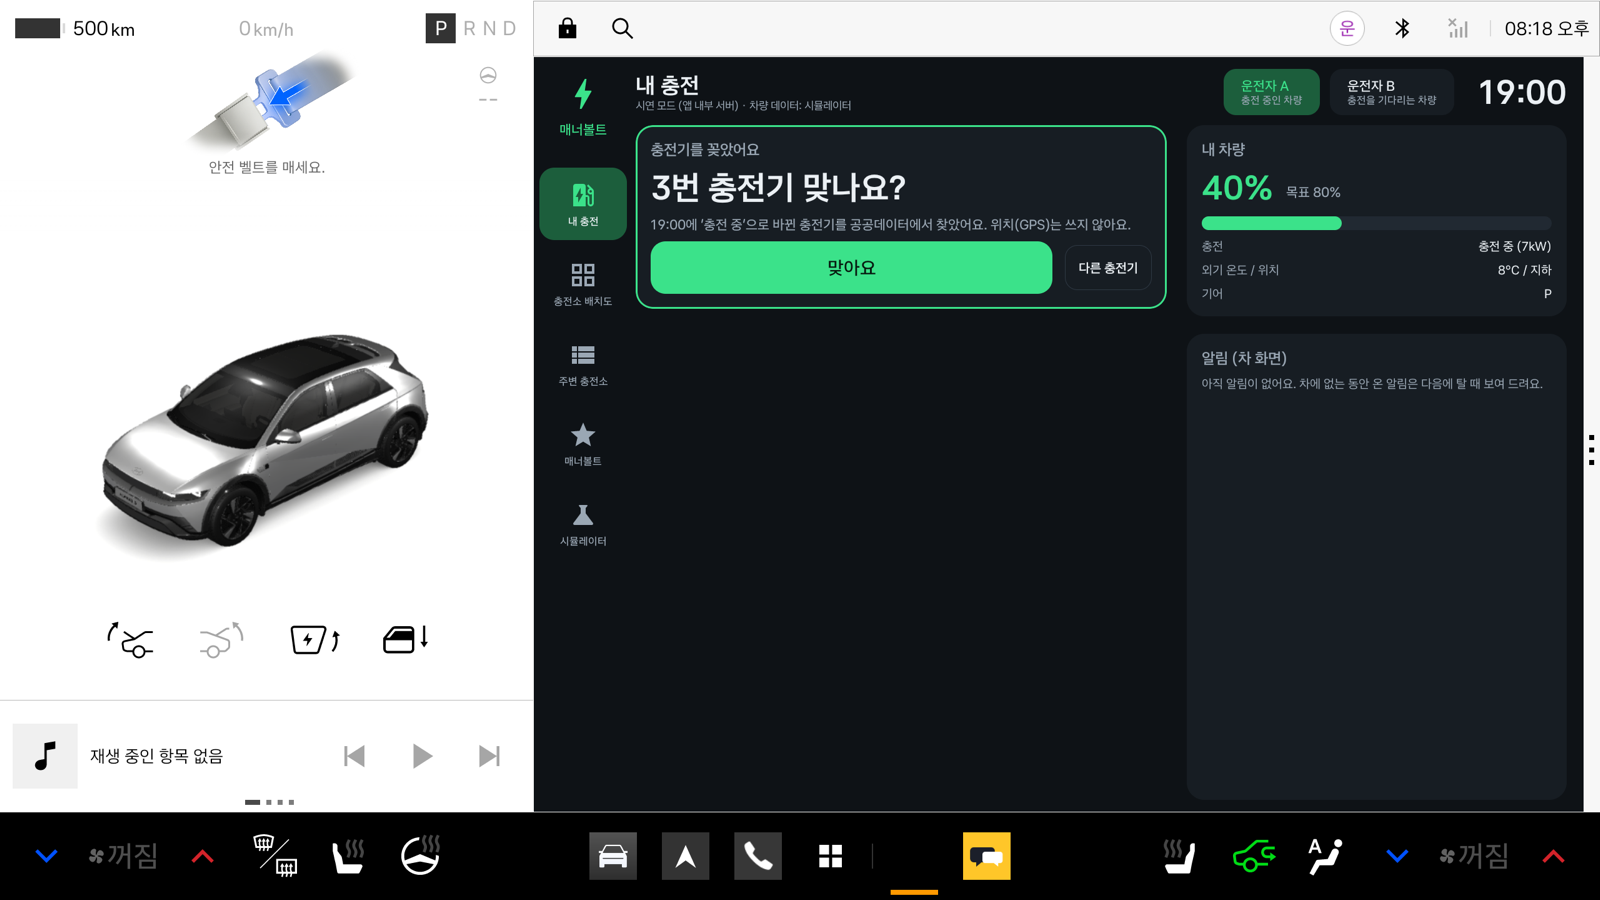 500 km
0 km/h
P R N D
--
안전 벨트를 매세요.
재생 중인 항목 없음
운
08:18 오후
매너볼트
내 충전
충전소 배치도
주변 충전소
매너볼트
시뮬레이터
내 충전
시연 모드 (앱 내부 서버) · 차량 데이터: 시뮬레이터
운전자 A
충전 중인 차량
운전자 B
충전을 기다리는 차량
19:00
충전기를 꽂았어요
3번 충전기 맞나요?
19:00에 ‘충전 중’으로 바뀐 충전기를 공공데이터에서 찾았어요. 위치(GPS)는 쓰지 않아요.
맞아요
다른 충전기
내 차량
40% 목표 80%
충전 충전 중 (7kW)
외기 온도 / 위치 8°C / 지하
기어 P
알림 (차 화면)
아직 알림이 없어요. 차에 없는 동안 온 알림은 다음에 탈 때 보여 드려요.
꺼짐
A
꺼짐